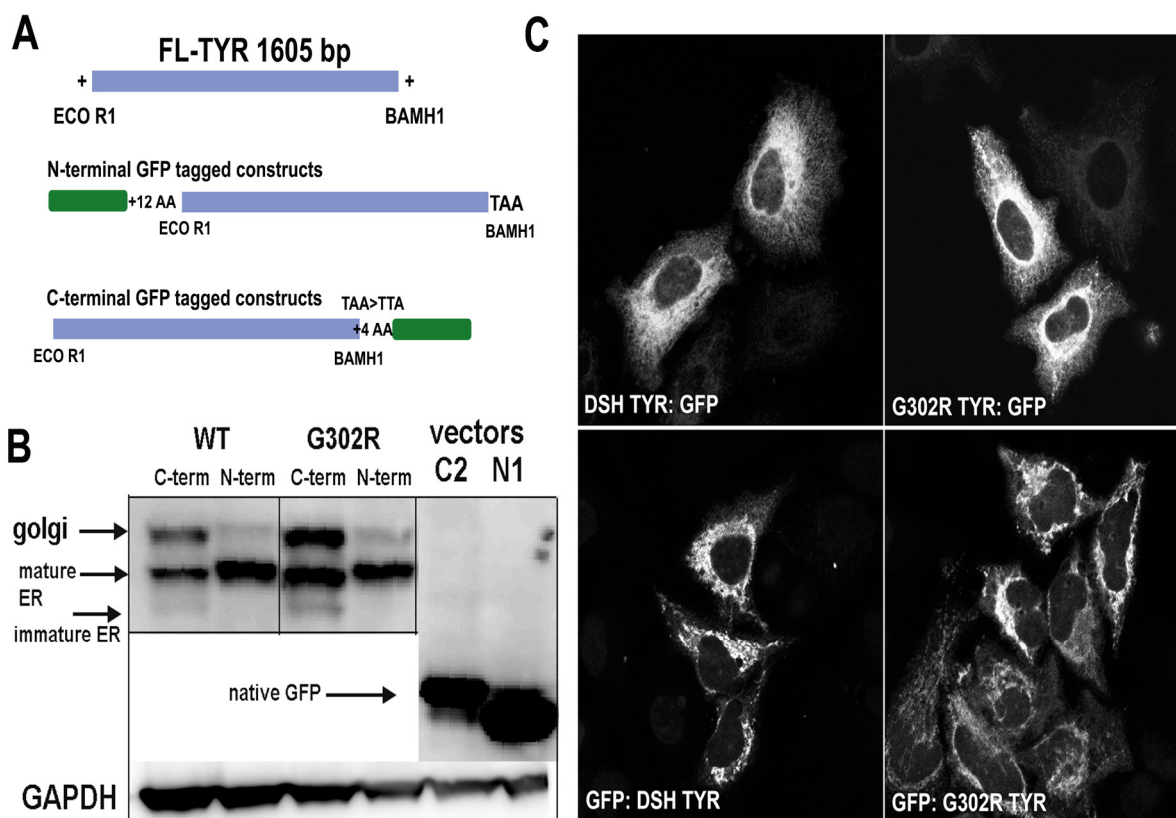 A
FL-TYR 1605 bp
+ +
ECO R1 BAMH1
N-terminal GFP tagged constructs
+12 AA TAA
ECO R1 BAMH1
C-terminal GFP tagged constructs TAA>TTA
+4 AA
ECO R1 BAMH1
B
WT G302R vectors
C-term N-term C-term N-term C2 N1
golgi
mature
ER
immature ER
native GFP
GAPDH
C
DSH TYR: GFP G302R TYR: GFP
GFP: DSH TYR GFP: G302R TYR